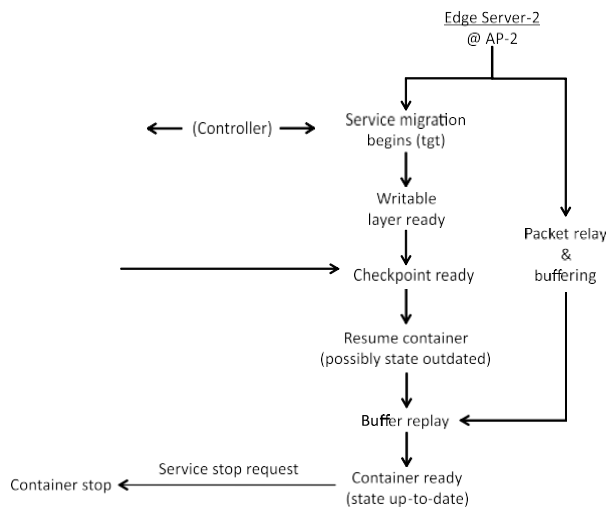 Edge Server-2
@ AP-2
(Controller)
Service migration
begins (tgt)
Writable
layer ready
Packet relay
&
buffering
Checkpoint ready
Resume container
(possibly state outdated)
Buffer replay
Service stop request
Container stop
Container ready
(state up-to-date)